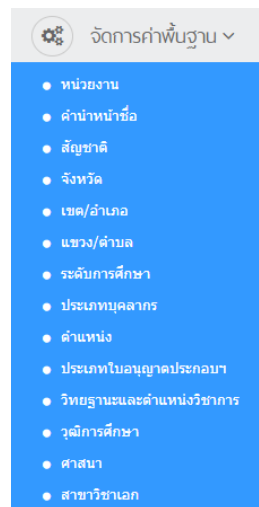 จัดการค่าพื้นฐาน
หน่วยงาน
คำนำหน้าชื่อ
สัญชาติ
จังหวัด
เขต/อำเภอ
แขวง/ตำบล
ระดับการศึกษา
ประเภทบุคลากร
ตำแหน่ง
ประเภทใบอนุญาตประกอบฯ
วิทยฐานะและตำแหน่งวิชาการ
วุฒิการศึกษา
ศาสนา
สาขาวิชาเอก